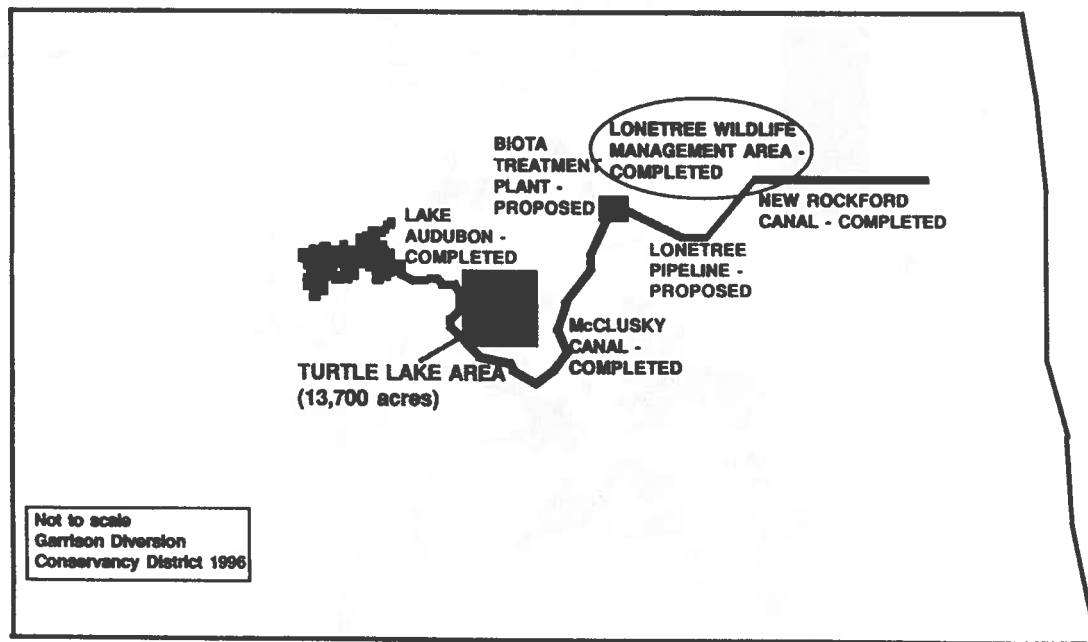 LONETREE WILDLIFE
MANAGEMENT AREA -
COMPLETED
BIOTA
TREATMENT
PLANT -
PROPOSED
NEW ROCKFORD
CANAL - COMPLETED
LAKE
AUDUBON -
COMPLETED
LONETREE
PIPELINE -
PROPOSED
McCLUSKY
CANAL -
COMPLETED
TURTLE LAKE AREA
(13,700 acres)
Not to scale
Garrison Diversion
Conservancy District 1996